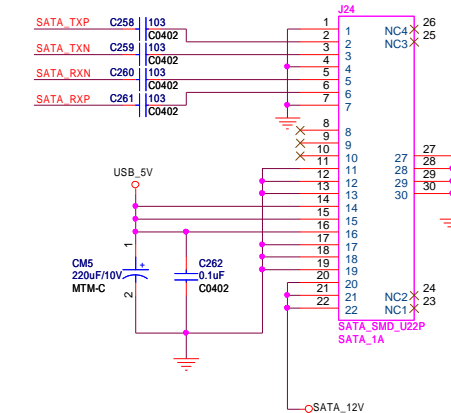 J24
SATA_TXP C258 103 C0402
SATA_TXN C259 103 C0402
SATA_RXN C260 103 C0402
SATA_RXP C261 103 C0402
1 1
2 2
3 3
4 4
5 5
6 6
7 7
8 8
9 9
10 10
11 11
12 12
13 13
14 14
15 15
16 16
17 17
18 18
19 19
20 20
21 21
22 22
NC4 26
NC3 25
27 27
28 28
29 29
30 30
NC2 24
NC1 23
USB_5V
1
+
CM5
220uF/10V
MTM-C
2
C262
0.1uF
C0402
SATA_SMD_U22P
SATA_1A
SATA_12V